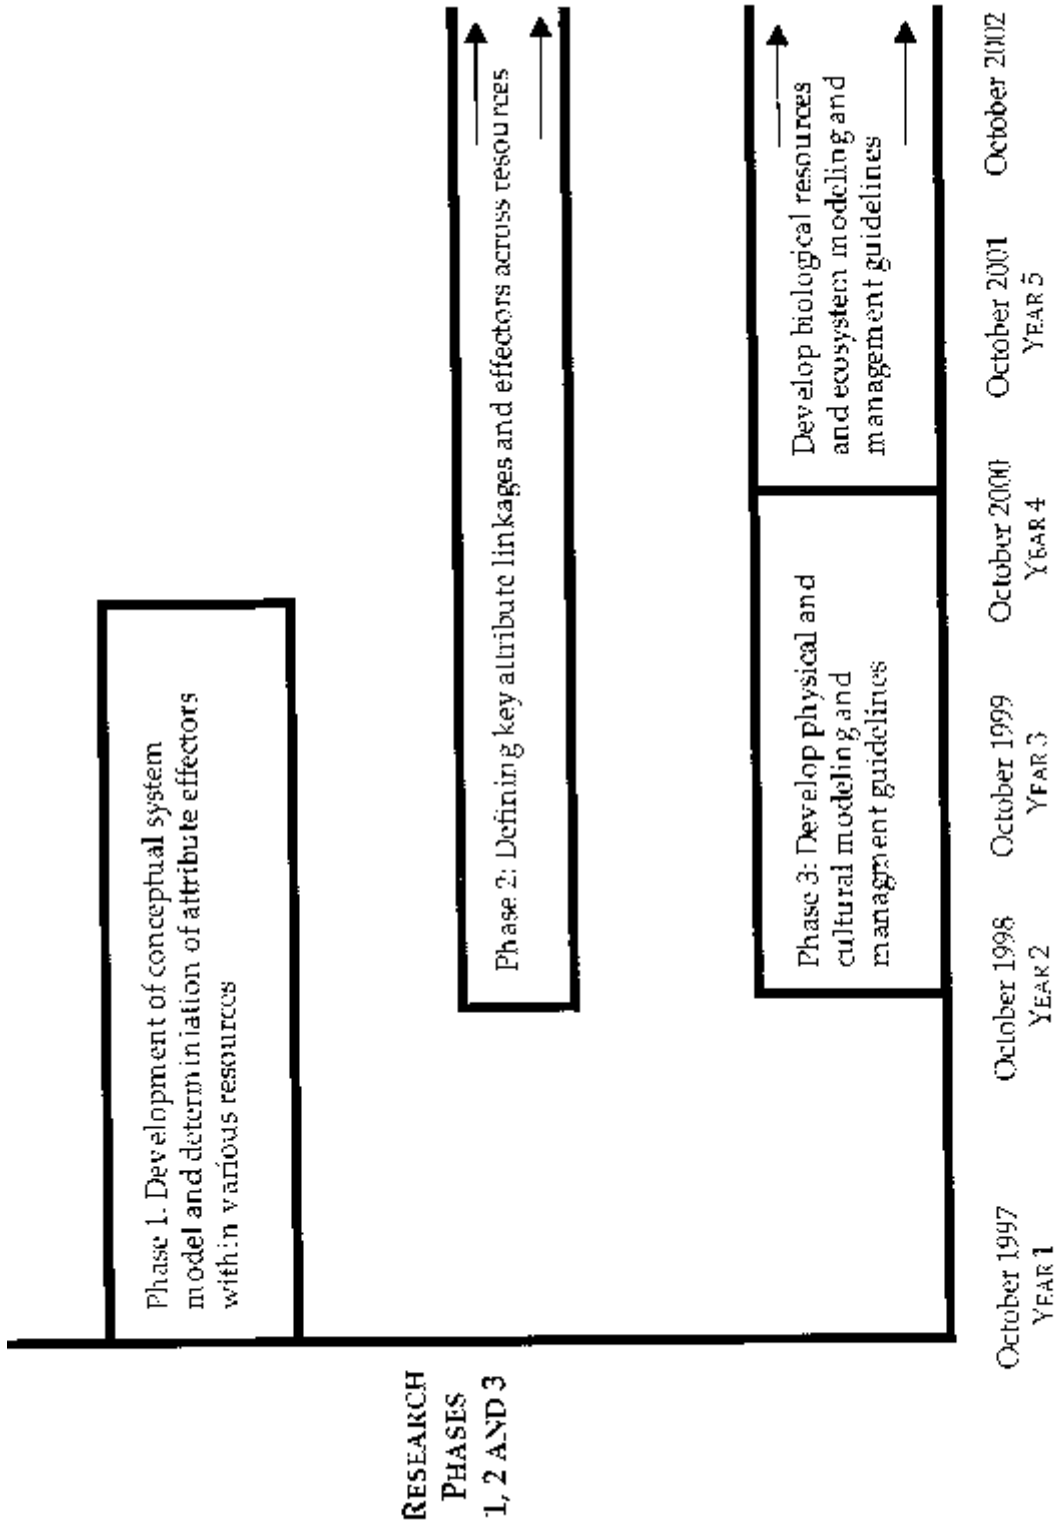 Phase 1. Development of conceptual system
model and determiniation of attribute effectors
within various resources
RESEARCH
PHASES
1, 2 AND 3
Phase 2: Defining key attribute linkages and effectors across resources
Phase 3: Develop physical and
cultural modeling and
managment guidelines
Develop biological resources
and ecosystem modeling and
management guidelines
October 1997
YEAR 1
October 1998
YEAR 2
October 1999
YEAR 3
October 2000
YEAR 4
October 2001
YEAR 5
October 2002